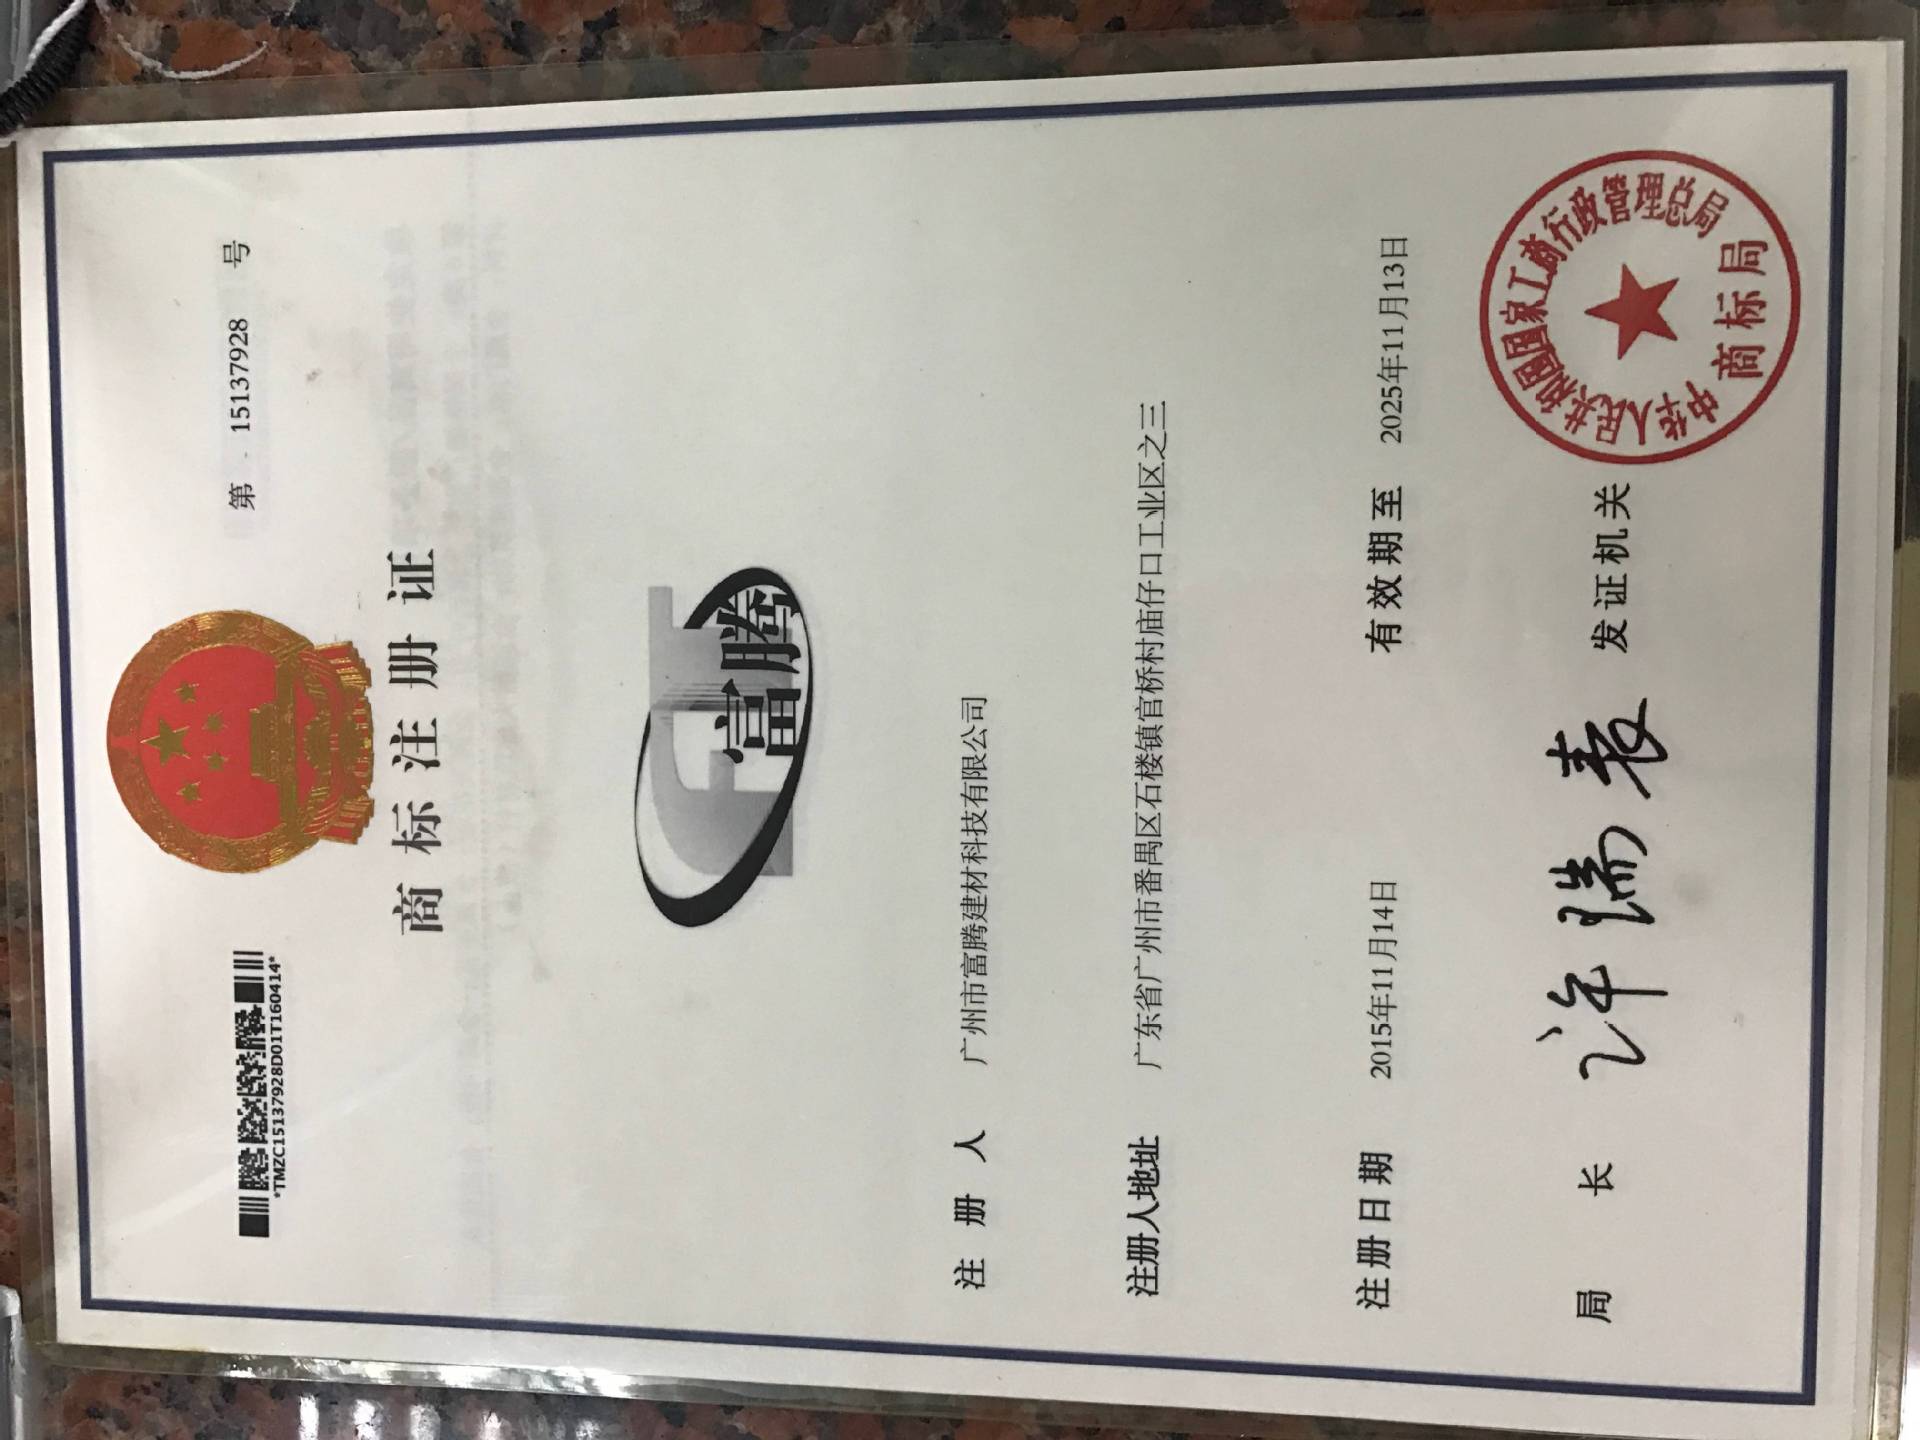 *TMZC15137928D01T160414*
第 15137928 号
商标注册证
富腾
注册人 广州市富腾建材科技有限公司
注册人地址 广东省广州市番禺区石楼镇官桥村庙仔口工业区之三
注册日期 2015年11月14日 有效期至 2025年11月13日
局长 许瑞表 发证机关
中华人民共和国国家工商行政管理总局
商标局